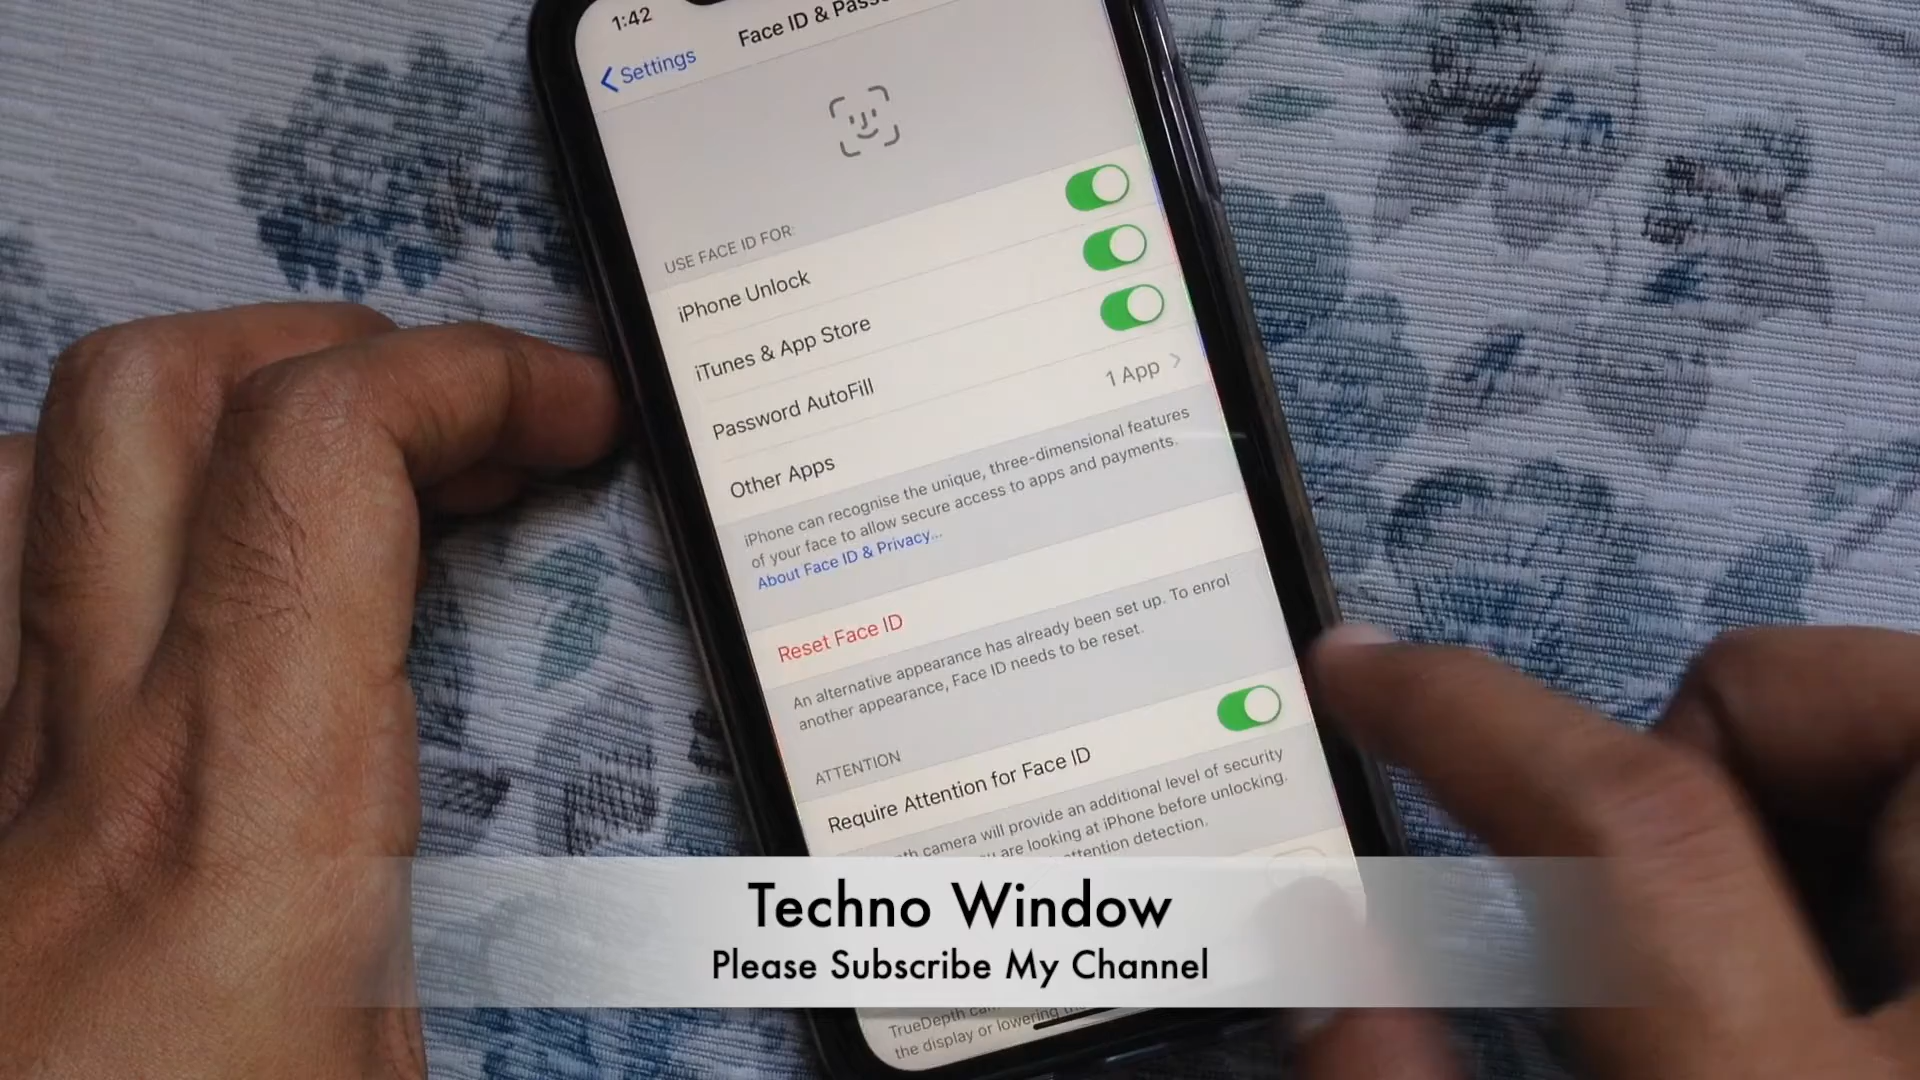 1:42
Face ID &
Settings
USE FACE ID FOR:
iPhone Unlock
iTunes & App Store
Password AutoFill
Other Apps
1 App
iPhone can recognise the unique, three-dimensional features
of your face to allow secure access to apps and payments.
About Face ID & Privacy...
Reset Face ID
An alternative appearance has already been set up. To enrol
another appearance, Face ID needs to be reset.
ATTENTION
Require Attention for Face ID
camera will provide an additional level of security
are looking at iPhone before unlocking.
attention detection.
Techno Window
Please Subscribe My Channel
TrueDepth
the display or lowering